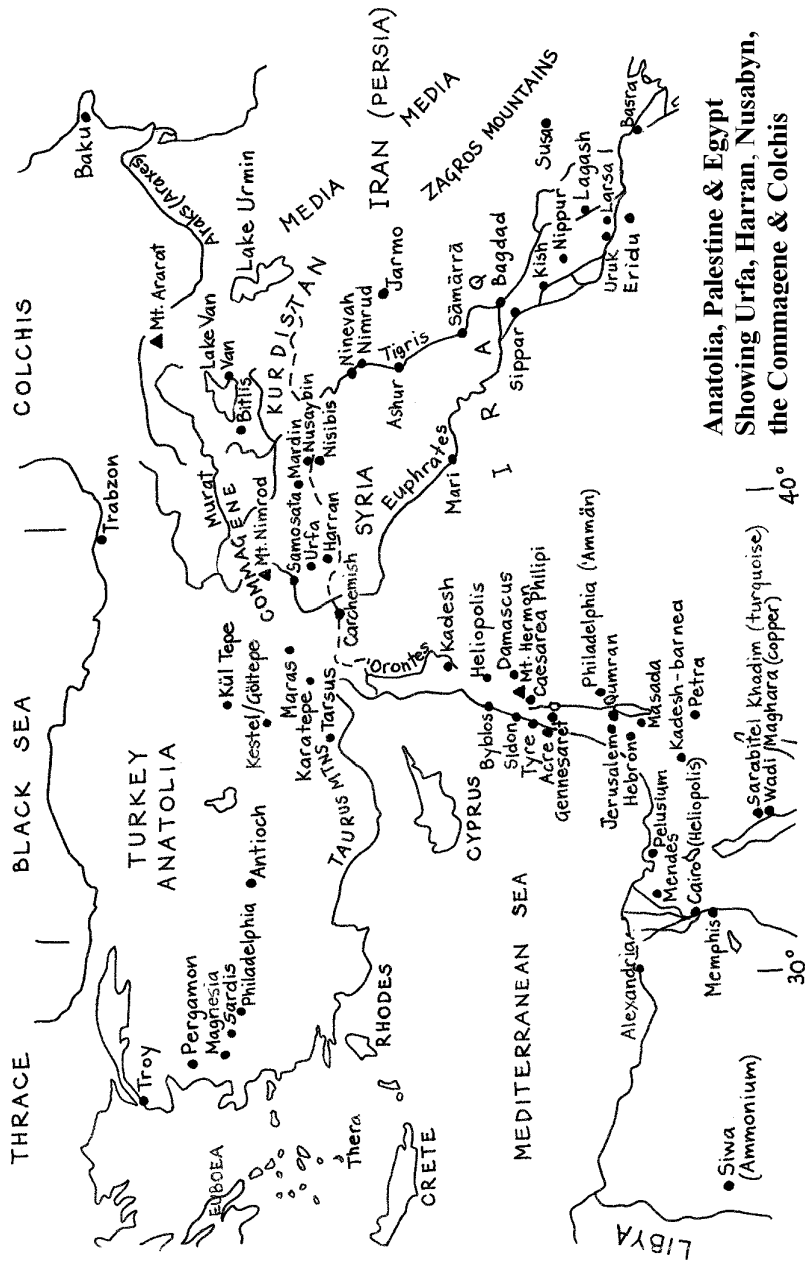 THRACE
BLACK SEA
COLCHIS
Baku
Trabzon
Mt. Ararat
Araks (Araxes)
Troy
TURKEY
ANATOLIA
Murat
Lake Van
Van
Bitlis
Lake Urmin
Pergamon
Magnesia
Sardis
Philadelphia
Antioch
Kül Tepe
Kestel/Göltepe
COMMAGENE
Mt. Nimrod
KURDISTAN
MEDIA
EUBOEA
Maras
Karatepe
Tarsus
TAURUS MTNS
Samosata
Urfa
Harran
Mardin
Nusaybin
Nisibis
Carchemish
Ninevah
Nimrud
Jarmo
IRAN (PERSIA)
MEDIA
ZAGROS MOUNTAINS
Thera
RHODES
CRETE
CYPRUS
Orontes
SYRIA
Euphrates
Ashur
Tigris
Sāmärrä
Mari
IRAQ
Bagdad
Sippar
Kish
Nippur
Susa
Lagash
Larsa
Uruk
Eridu
Basra
Kadesh
Heliopolis
Damascus
Mt. Hermon
Caesarea Philipi
Byblos
Sidon
Tyre
Acre
Gennesaret
MEDITERRANEAN SEA
Philadelphia ('Ammän)
Jerusalem
Qumran
Hebron
Masada
Kadesh-barnea
Petra
Alexandria
Pelusium
Mendes
Cairo (Heliopolis)
Memphis
Sarabitel Khadim (turquoise)
Wadi Maghara (copper)
Siwa
(Ammonium)
LIBYA
30°
40°
Anatolia, Palestine & Egypt
Showing Urfa, Harran, Nusabyn,
the Commagene & Colchis